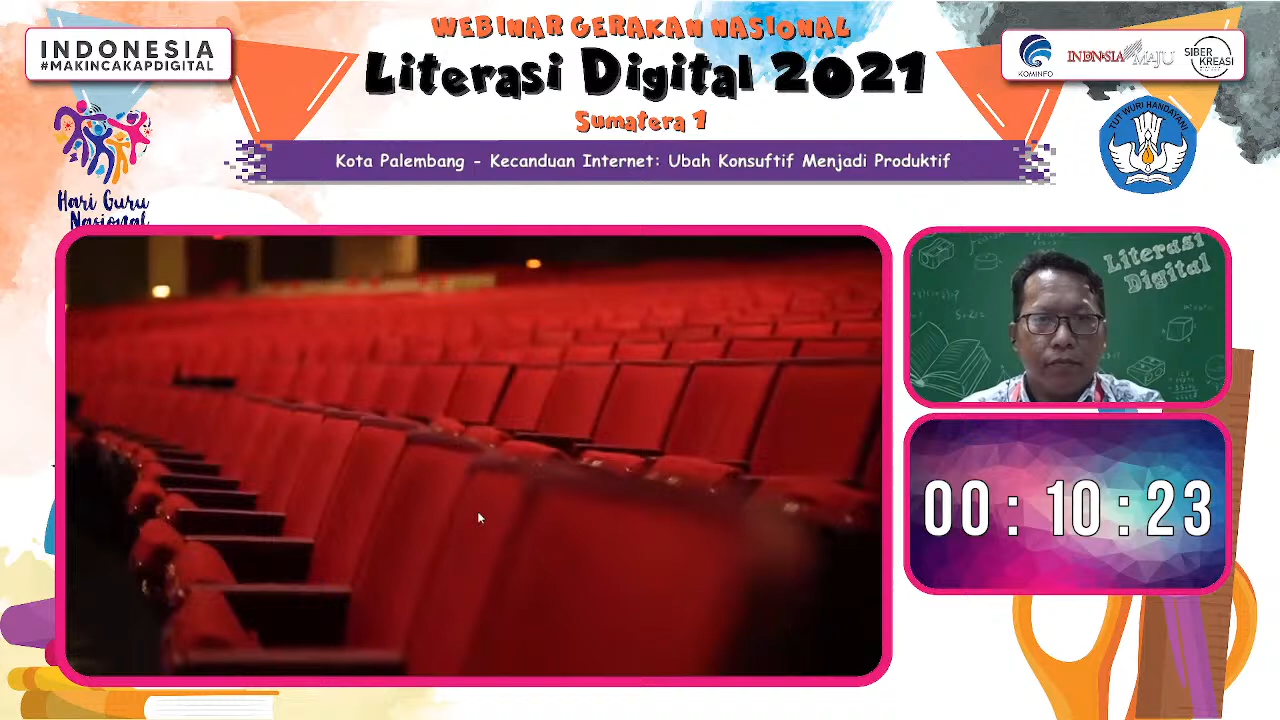 WEBINAR GERAKAN NASIONAL
INDONESIA
#MAKINCAKAPDIGITAL
Literasi Digital 2021
KOMINFO
INDONESIA MAJU
SIBER
KREASI
Sumatera 1
TUT WURI HANDAYANI
Kota Palembang - Kecanduan Internet: Ubah Konsuftif Menjadi Produktif
Hari Guru
Nasional
Literasi
Digital
00 : 10 : 23